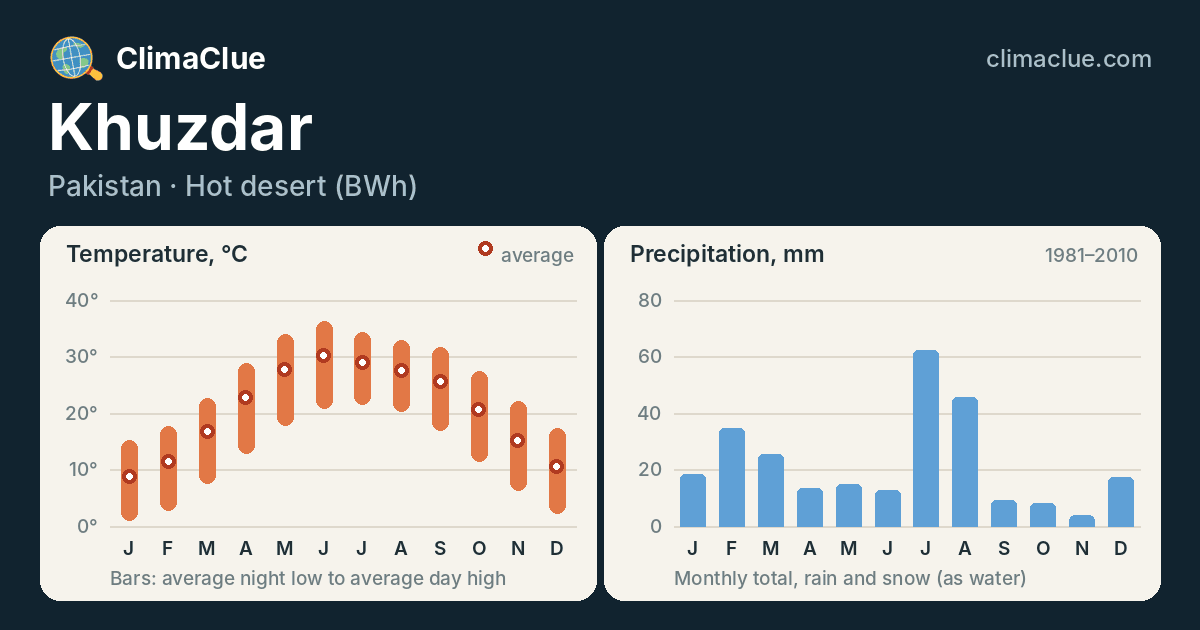 ClimaClue
climaclue.com
Khuzdar
Pakistan · Hot desert (BWh)
Temperature, °C
average
40°
30°
20°
10°
0°
J F M A M J J A S O N D
Bars: average night low to average day high
Precipitation, mm
1981–2010
80
60
40
20
0
J F M A M J J A S O N D
Monthly total, rain and snow (as water)